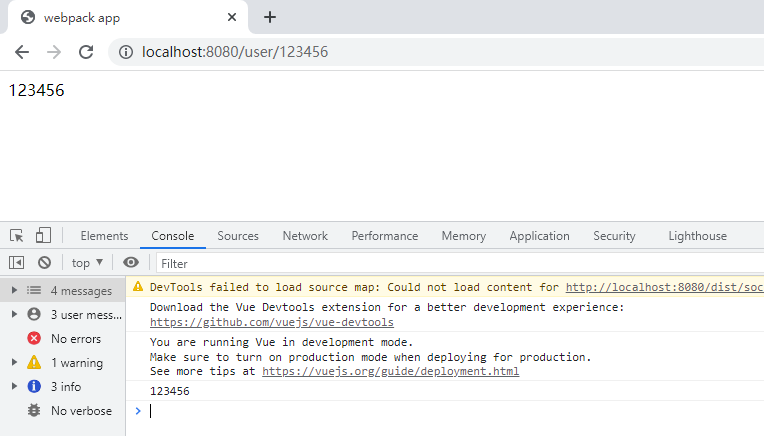 webpack app
localhost:8080/user/123456
123456
Elements Console Sources Network Performance Memory Application Security Lighthouse
top Filter
4 messages
3 user mess...
No errors
1 warning
3 info
No verbose
DevTools failed to load source map: Could not load content for http://localhost:8080/dist/soc
Download the Vue Devtools extension for a better development experience:
https://github.com/vuejs/vue-devtools
You are running Vue in development mode.
Make sure to turn on production mode when deploying for production.
See more tips at https://vuejs.org/guide/deployment.html
123456